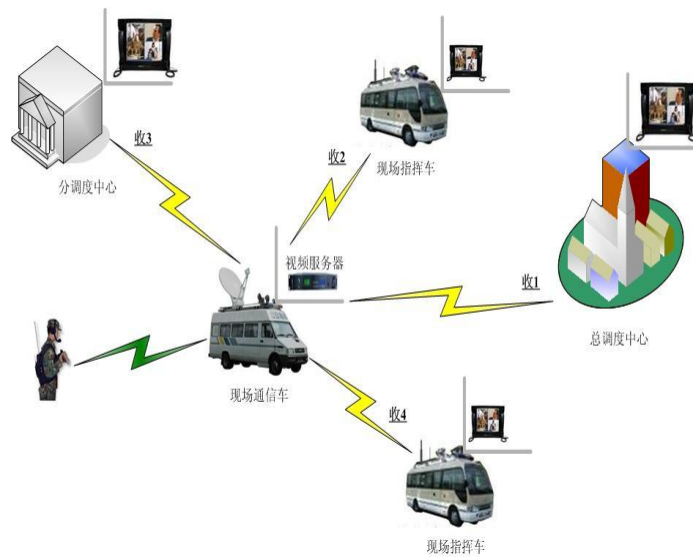 收3
分调度中心
收2
现场指挥车
视频服务器
收1
总调度中心
现场通信车
收4
现场指挥车